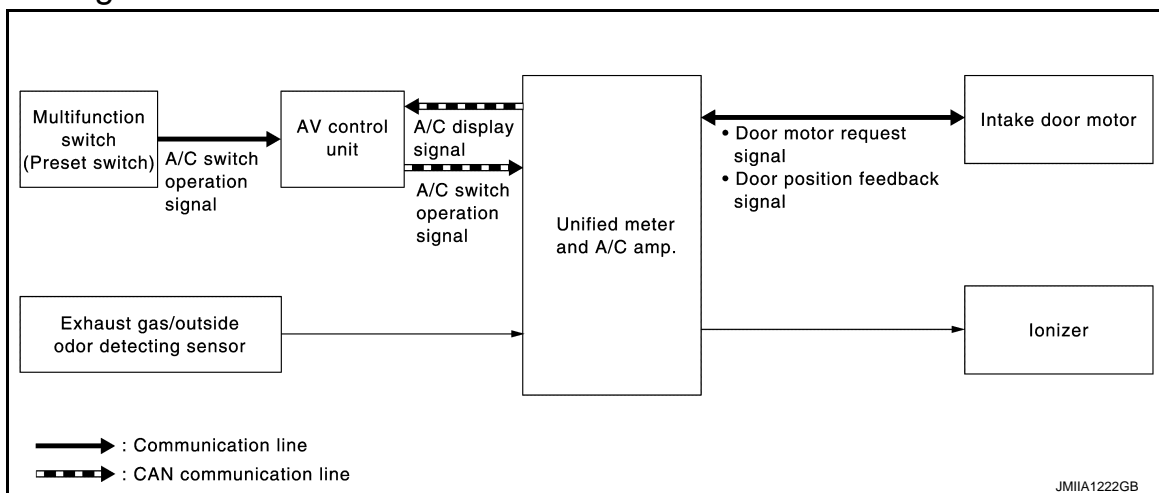 Multifunction
switch
(Preset switch)
A/C switch
operation
signal
AV control
unit
A/C display
signal
A/C switch
operation
signal
Unified meter
and A/C amp.
• Door motor request
signal
• Door position feedback
signal
Intake door motor
Exhaust gas/outside
odor detecting sensor
Ionizer
: Communication line
: CAN communication line
JMIIA1222GB